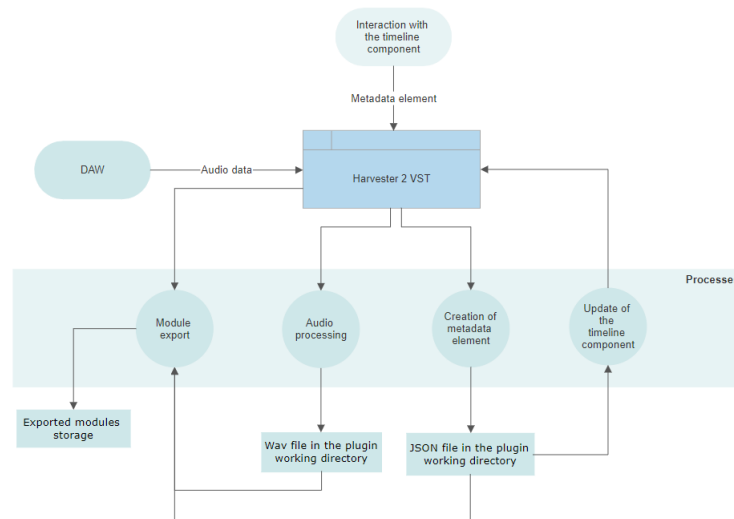 Interaction with
the timeline
component
Metadata element
DAW
Audio data
Harvester 2 VST
Processe
Module
export
Audio
processing
Creation of
metadata
element
Update of
the
timeline
component
Exported modules
storage
Wav file in the plugin
working directory
JSON file in the plugin
working directory